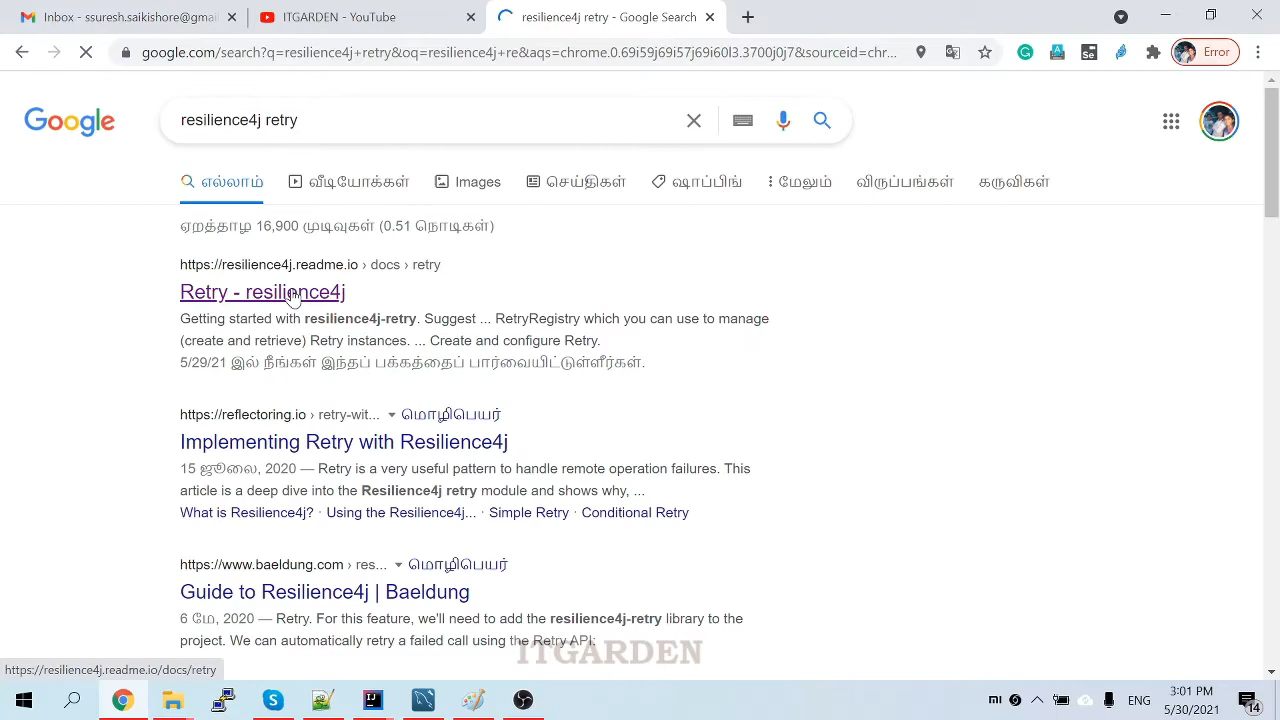 Inbox - ssuresh.saikishore@gmai
ITGARDEN - YouTube
resilience4j retry - Google Search
google.com/search?q=resilience4j+retry&oq=resilience4j+re&aqs=chrome.0.69i59j69i57j69i60l3.3700j0j7&sourceid=chr...
Error
Google
resilience4j retry
எல்லாம்
வீடியோக்கள்
Images
செய்திகள்
ஷாப்பிங்
மேலும்
விருப்பங்கள்
கருவிகள்
ஏறத்தாழ 16,900 முடிவுகள் (0.51 நொடிகள்)
https://resilience4j.readme.io › docs › retry
Retry - resilience4j
Getting started with resilience4j-retry. Suggest ... RetryRegistry which you can use to manage
(create and retrieve) Retry instances. ... Create and configure Retry.
5/29/21 இல் நீங்கள் இந்தப் பக்கத்தைப் பார்வையிட்டுள்ளீர்கள்.
https://reflectoring.io › retry-wit... மொழிபெயர்
Implementing Retry with Resilience4j
15 ஜூலை, 2020 — Retry is a very useful pattern to handle remote operation failures. This
article is a deep dive into the Resilience4j retry module and shows why, ...
What is Resilience4j? · Using the Resilience4j... · Simple Retry · Conditional Retry
https://www.baeldung.com › res... மொழிபெயர்
Guide to Resilience4j | Baeldung
6 மே, 2020 — Retry. For this feature, we'll need to add the resilience4j-retry library to the
project. We can automatically retry a failed call using the Retry API:
ITGARDEN
https://resilience4j.readme.io/docs/retry
ENG
3:01 PM
5/30/2021
14